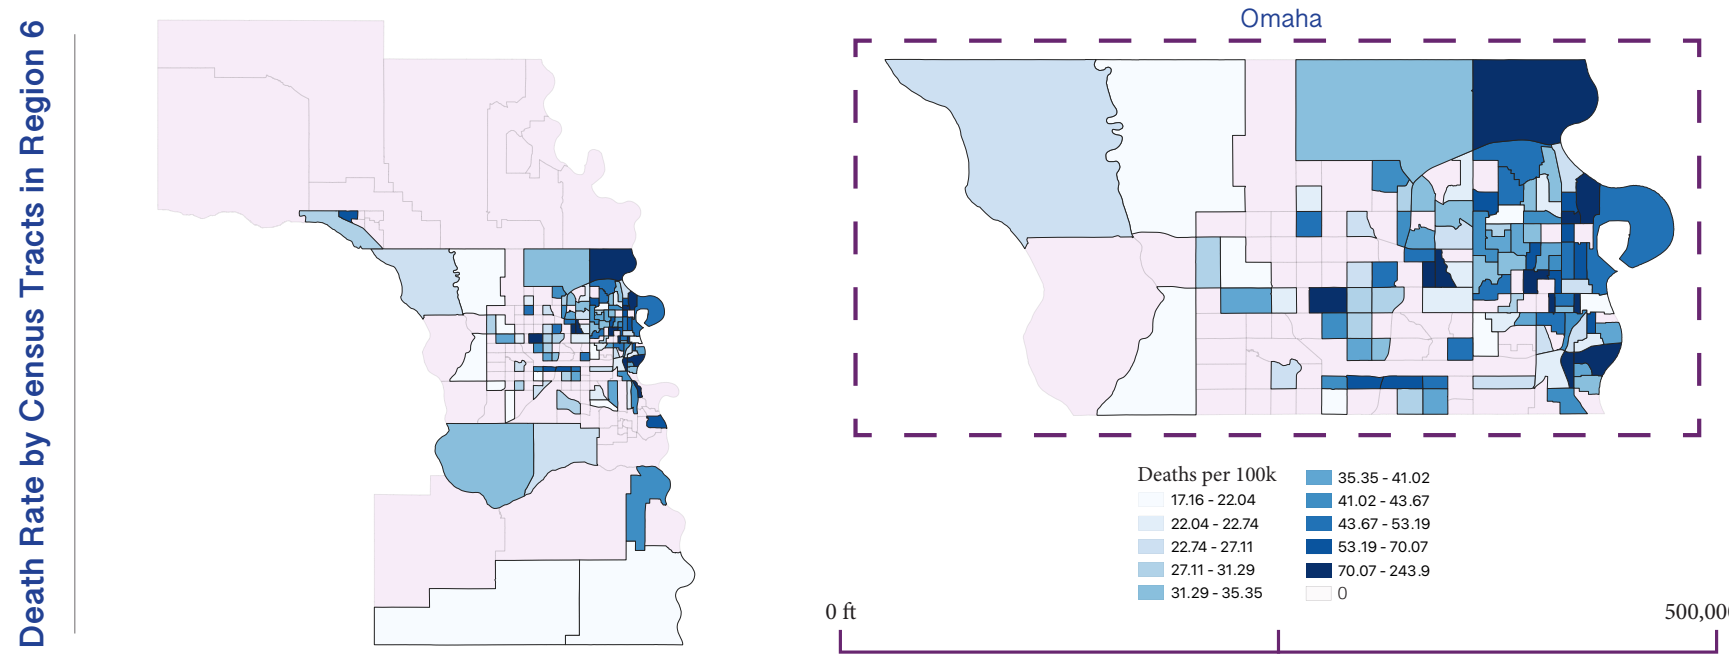 Death Rate by Census Tracts in Region 6
Omaha
Deaths per 100k
17.16 - 22.04
22.04 - 22.74
22.74 - 27.11
27.11 - 31.29
31.29 - 35.35
35.35 - 41.02
41.02 - 43.67
43.67 - 53.19
53.19 - 70.07
70.07 - 243.9
0
0 ft